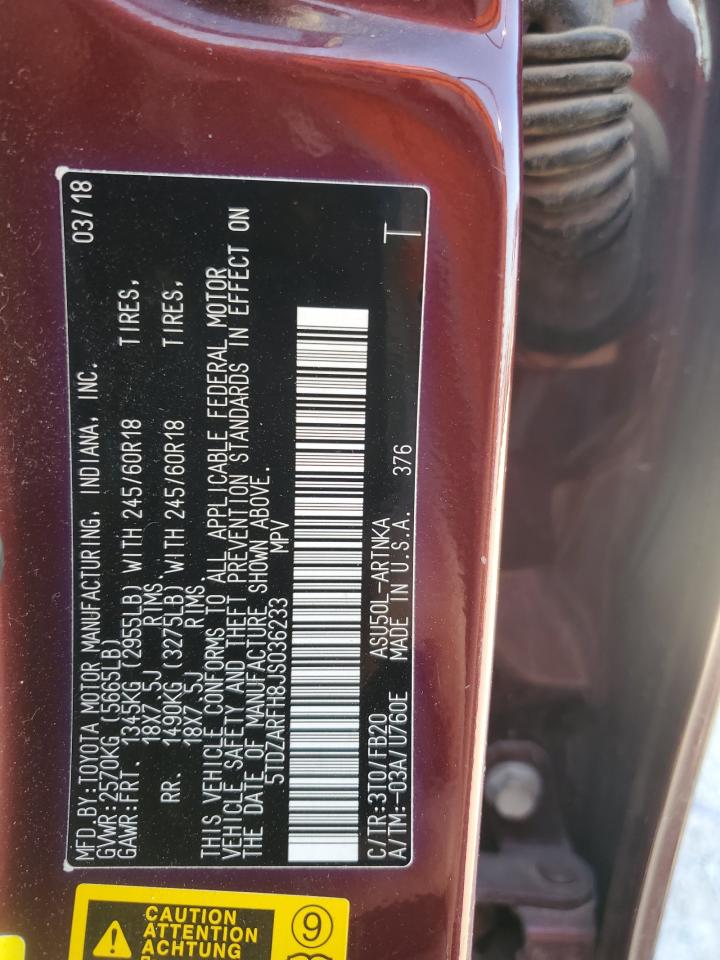 MFD.BY:TOYOTA MOTOR MANUFACTURING, INDIANA, INC. 03/18
GVWR:2570KG (5665LB)
GAWR:FRT. 1345KG (2955LB) WITH 245/60R18 TIRES,
18X7.5J RIMS.
RR. 1490KG (3275LB) WITH 245/60R18 TIRES,
18X7.5J RIMS.
THIS VEHICLE CONFORMS TO ALL APPLICABLE FEDERAL MOTOR
VEHICLE SAFETY AND THEFT PREVENTION STANDARDS IN EFFECT ON
THE DATE OF MANUFACTURE SHOWN ABOVE.
5TDZARFH8JS036233 MPV
C/TR:3T0/FB20 ASU50L-ARTNKA
A/TM:-03A/U760E MADE IN U.S.A. 376
T
CAUTION
ATTENTION
ACHTUNG
9